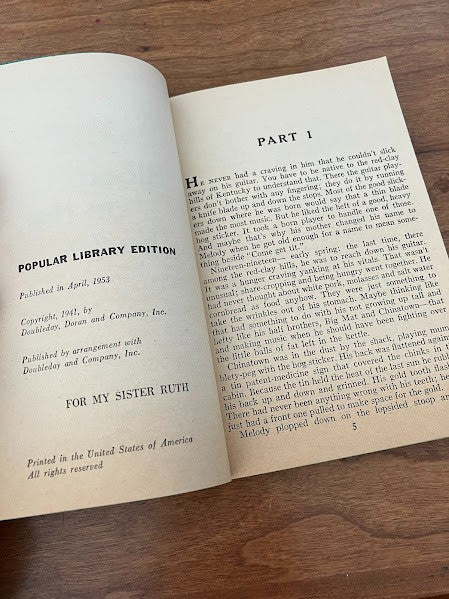 POPULAR LIBRARY EDITION
Published in April, 1953
Copyright, 1941, by
Doubleday, Doran and Company, Inc.
Published by arrangement with
Doubleday and Company, Inc.
FOR MY SISTER RUTH
Printed in the United States of America
All rights reserved
PART 1
HE NEVER had a craving in him that he couldn't slick
away on his guitar. You have to be native to the red-clay
hills of Kentucky to understand that. There the guitar play-
ers don't bother with any fingering; they do it by running
a knife blade up and down the stops. Most of the good slick-
ers down where he was born would say that a thin blade
made the most music. But he liked the heft of a good, heavy
hog sticker. It took a born player to handle one of those.
And maybe that's why his mother changed his name to
Melody when he got old enough for a name to mean some-
thing beside "Come get tit."
Nineteen-nineteen—early spring: the last time, there
among the red-clay hills, he was to reach down his guitar.
It was a hunger craving yanking at his vitals. That wasn't
unusual; share-cropping and being hungry went together. He
had never thought about white pork, molasses and salt water
cornbread as food anyhow. They were just something to
take the wrinkles out of his stomach. Maybe thinking like
that had something to do with his not growing up tall and
hefty like his half brothers, Big Mat and Chinatown—that
and making music when he should have been fighting over
the little balls of fat left in the kettle.
Chinatown was in the dust by the shack, playing mum-
blety-peg with the hog sticker. His back was flattened against
a tin patent-medicine sign that covered the chinks in the
cabin. Because the tin held the heat of the last sun he rubbed
his back up and down and grinned. His gold tooth flashed.
There had never been anything wrong with his teeth; he
just had a front one pulled to make space for the gold.
Melody plopped down on the lopsided stoop and
5